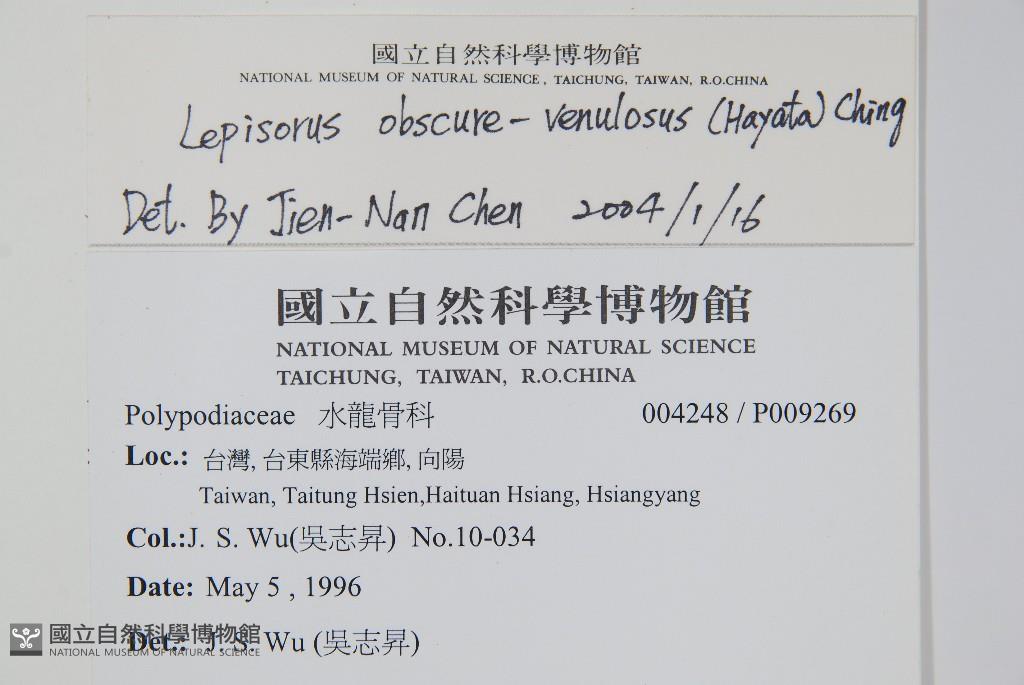 國立自然科學博物館
NATIONAL MUSEUM OF NATURAL SCIENCE, TAICHUNG, TAIWAN, R.O.CHINA
Lepisorus obscure-venulosus (Hayata) Ching
Det. By Jien-Nan Chen 2004/1/16
國立自然科學博物館
NATIONAL MUSEUM OF NATURAL SCIENCE
TAICHUNG, TAIWAN, R.O.CHINA
Polypodiaceae 水龍骨科 004248 / P009269
Loc.: 台灣, 台東縣海端鄉, 向陽
Taiwan, Taitung Hsien,Haituan Hsiang, Hsiangyang
Col.:J. S. Wu(吳志昇) No.10-034
Date: May 5 , 1996
Det.: J. S. Wu (吳志昇)
國立自然科學博物館
NATIONAL MUSEUM OF NATURAL SCIENCE